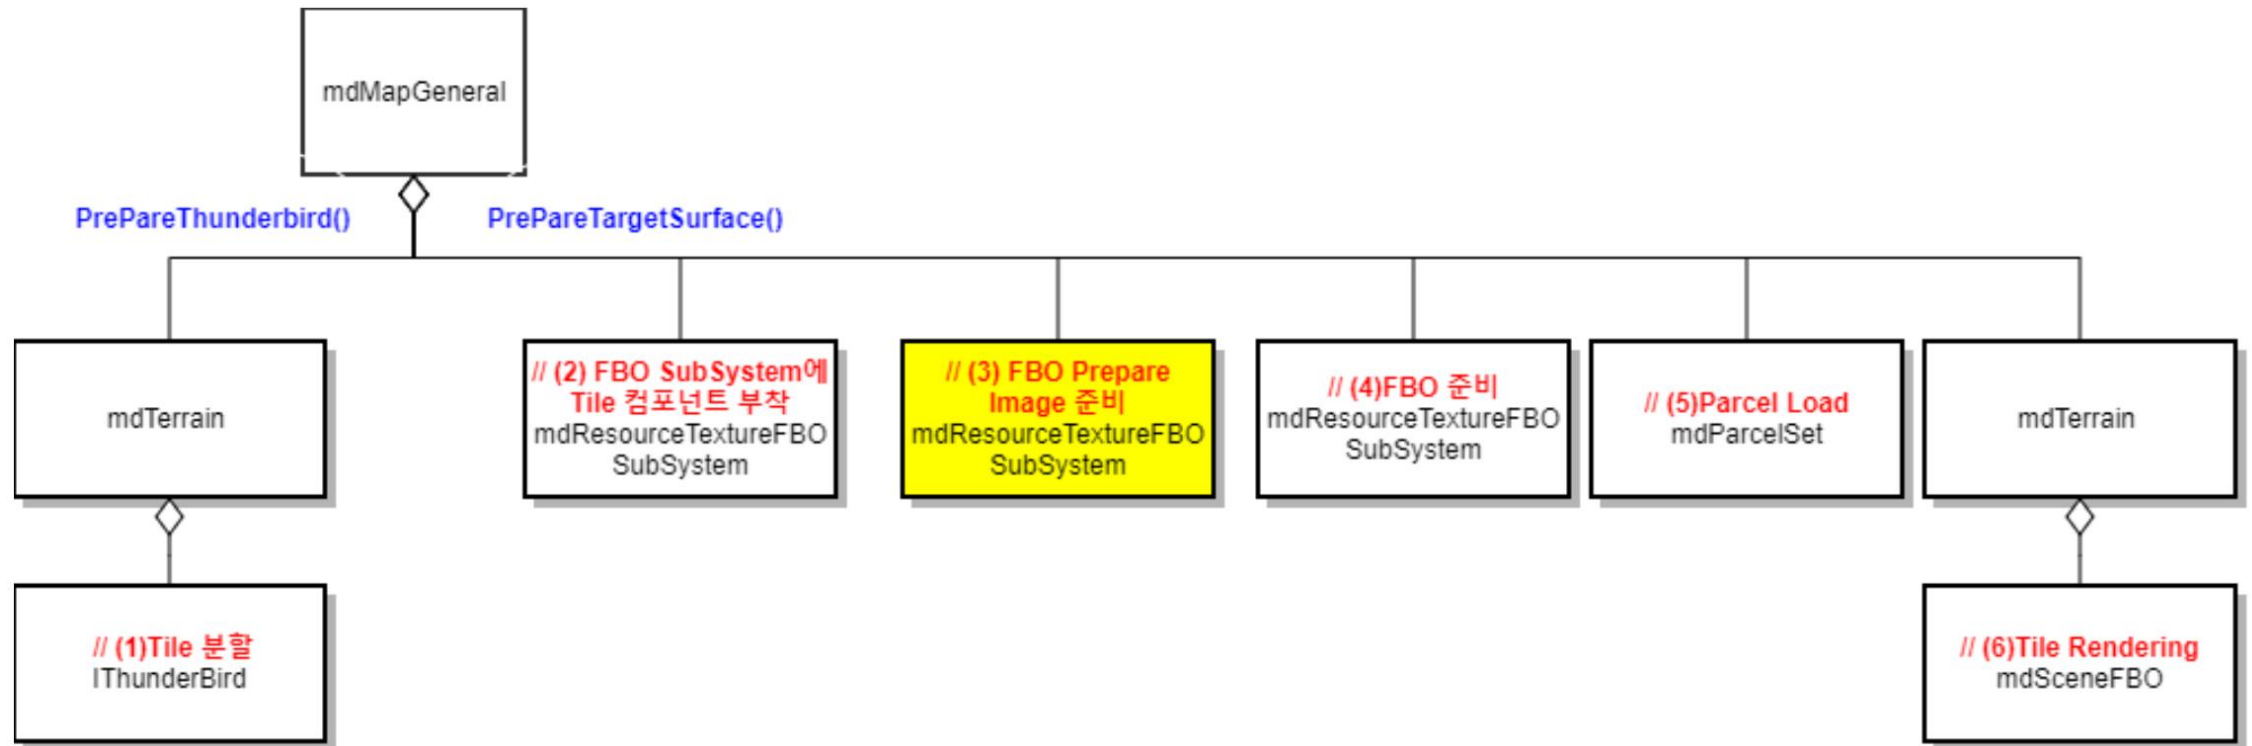 mdMapGeneral
PrePareThunderbird()
PrePareTargetSurface()
mdTerrain
// (2) FBO SubSystem에
Tile 컴포넌트 부착
mdResourceTextureFBO
SubSystem
// (3) FBO Prepare
Image 준비
mdResourceTextureFBO
SubSystem
// (4)FBO 준비
mdResourceTextureFBO
SubSystem
// (5)Parcel Load
mdParcelSet
mdTerrain
// (1)Tile 분할
IThunderBird
// (6)Tile Rendering
mdSceneFBO